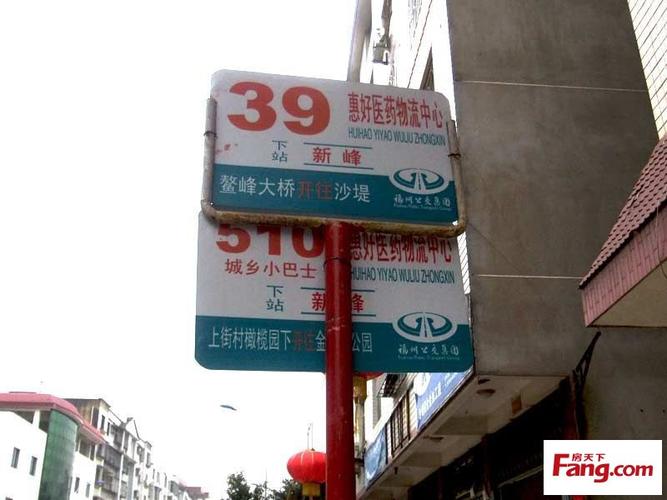 39 惠好医药物流中心
HUIHAO YIYAO WULIU ZHONGXIN
下站 新峰
鳌峰大桥开往沙堤
福州公交集团
510 惠好医药物流中心
城乡小巴士 HUIHAO YIYAO WULIU ZHONGXIN
下站 新峰
上街村橄榄园下开往金 公园
福州公交集团
房天下
Fang.com